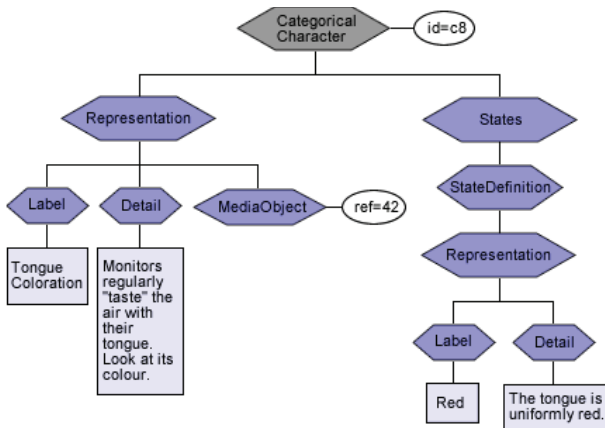 Categorical
Character
id=c8
Representation
States
Label
Detail
MediaObject
ref=42
StateDefinition
Tongue
Coloration
Monitors
regularly
"taste" the
air with
their
tongue.
Look at its
colour.
Representation
Label
Detail
Red
The tongue is
uniformly red.